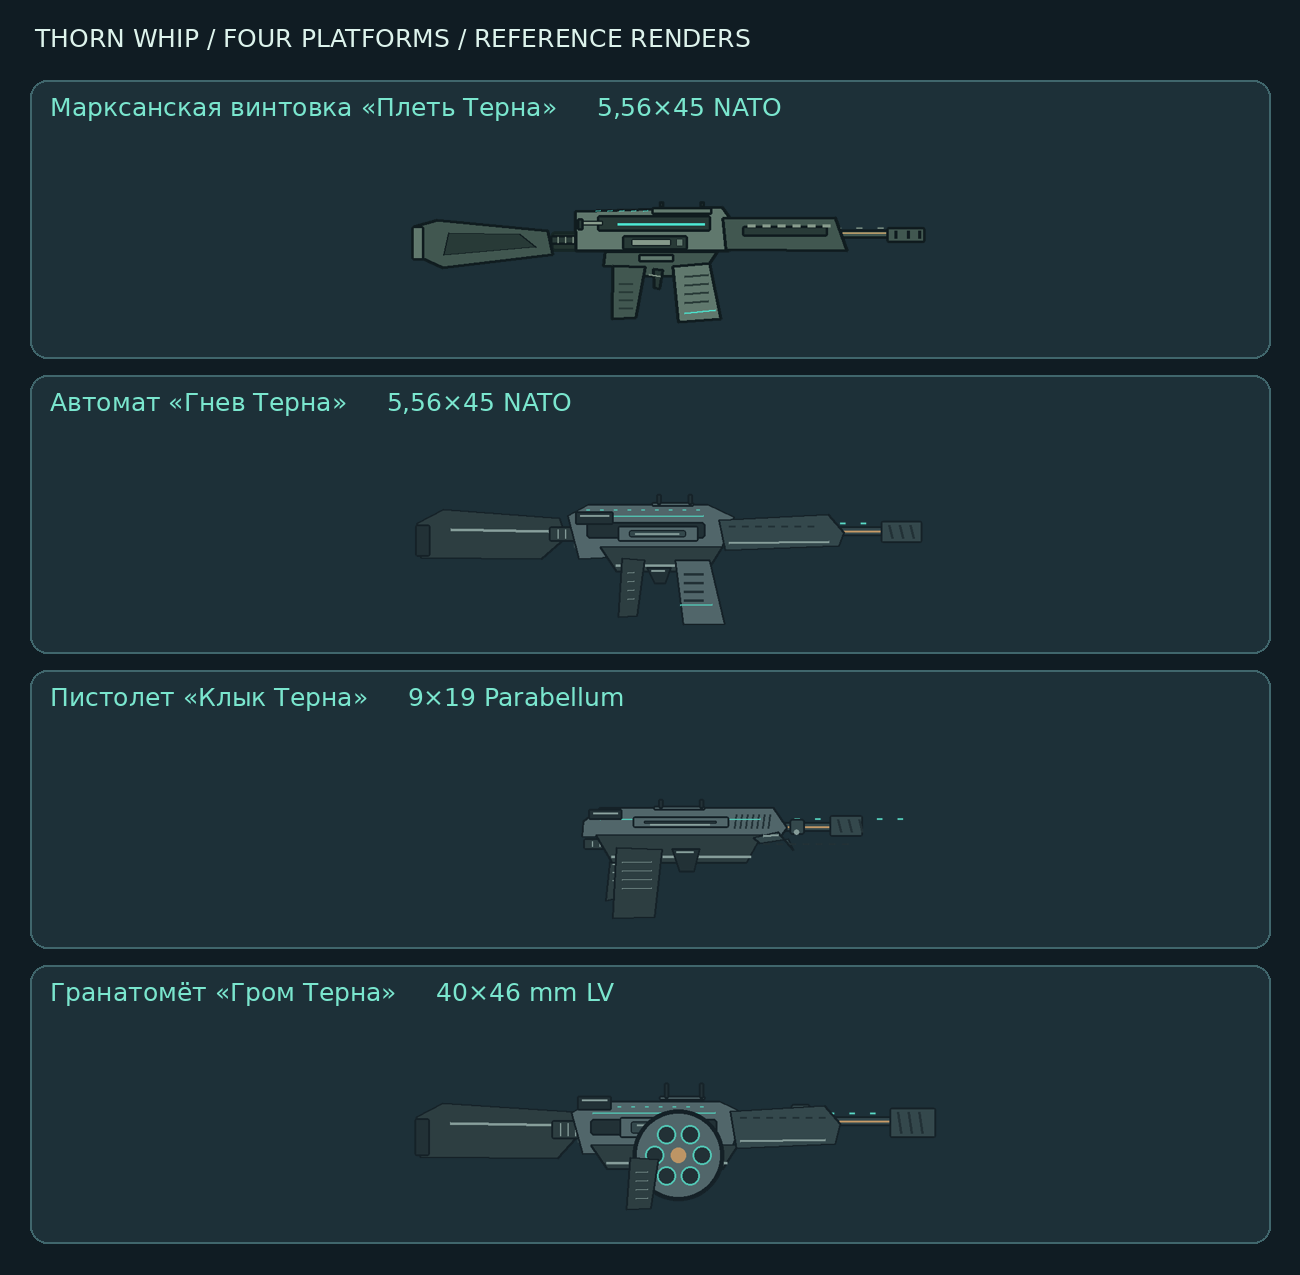 THORN WHIP / FOUR PLATFORMS / REFERENCE RENDERS
Марксанская винтовка «Плеть Терна» 5,56×45 NATO
Автомат «Гнев Терна» 5,56×45 NATO
Пистолет «Клык Терна» 9×19 Parabellum
Гранатомёт «Гром Терна» 40×46 mm LV